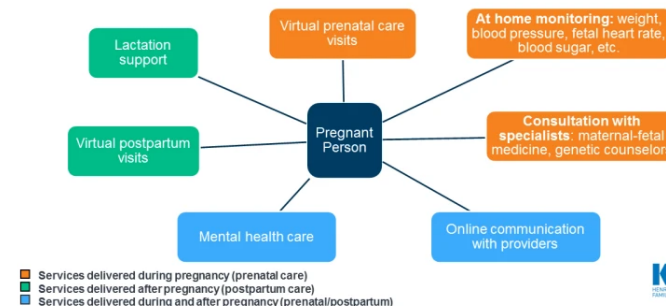 Virtual prenatal care
visits
At home monitoring: weight,
blood pressure, fetal heart rate,
blood sugar, etc.
Lactation
support
Pregnant
Person
Consultation with
specialists: maternal-fetal
medicine, genetic counselor
Virtual postpartum
visits
Mental health care
Online communication
with providers
Services delivered during pregnancy (prenatal care)
Services delivered after pregnancy (postpartum care)
Services delivered during and after pregnancy (prenatal/postpartum)